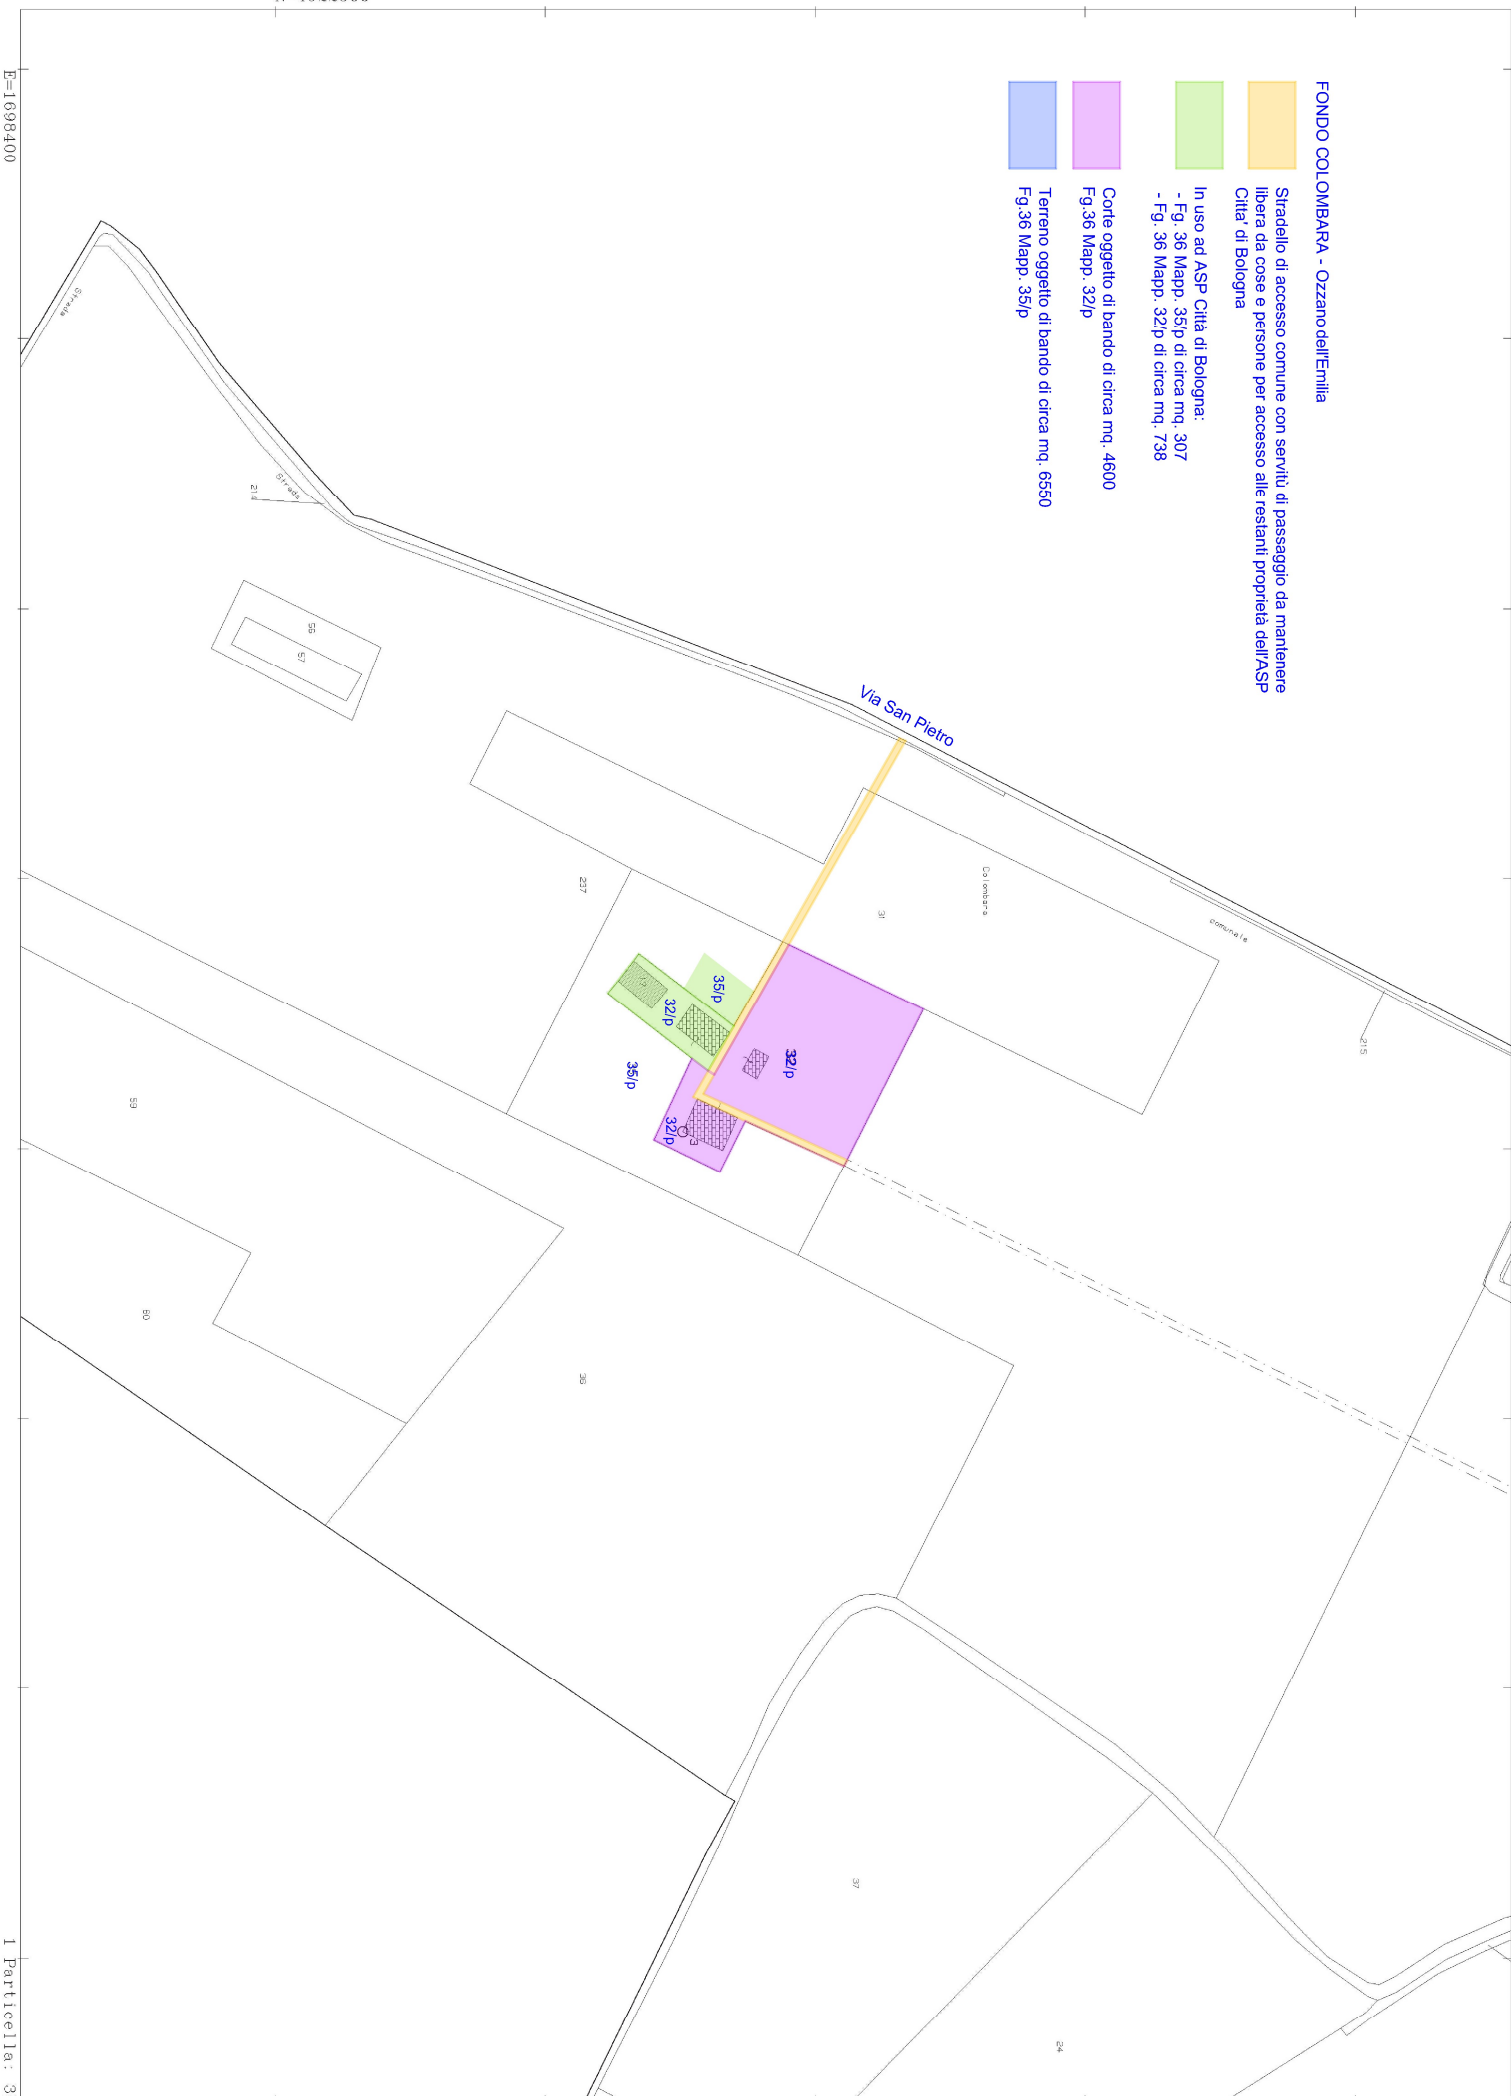 FONDO COLOMBARA - Ozzano dell'Emilia
Stradello di accesso comune con servitù di passaggio da mantenere
libera da cose e persone per accesso alle restanti proprietà dell'ASP
Citta' di Bologna
In uso ad ASP Città di Bologna:
- Fg. 36 Mapp. 35/p di circa mq. 307
- Fg. 36 Mapp. 32/p di circa mq. 738
Corte oggetto di bando di circa mq. 4600
Fg.36 Mapp. 32/p
Terreno oggetto di bando di circa mq. 6550
Fg.36 Mapp. 35/p
Via San Pietro
Strada
Strada
214
56
57
237
Colombara
31
comunale
215
35/p
32/p
32/p
35/p
32/p
3
59
60
36
37
24
E=1698400
1 Particella: 3